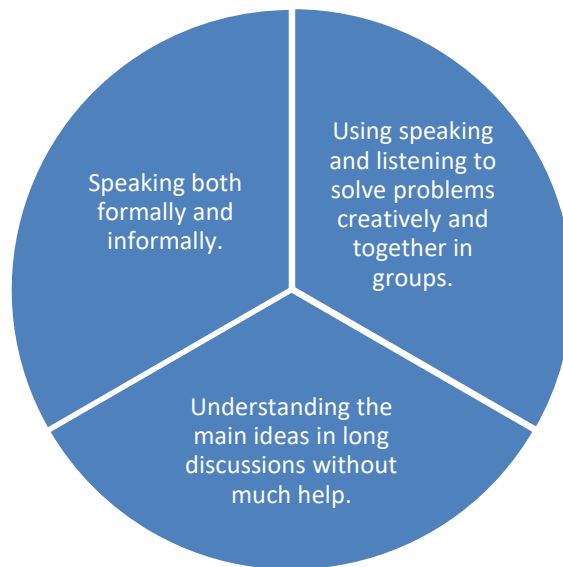 Speaking both
formally and
informally.
Using speaking
and listening to
solve problems
creatively and
together in
groups.
Understanding the
main ideas in long
discussions without
much help.